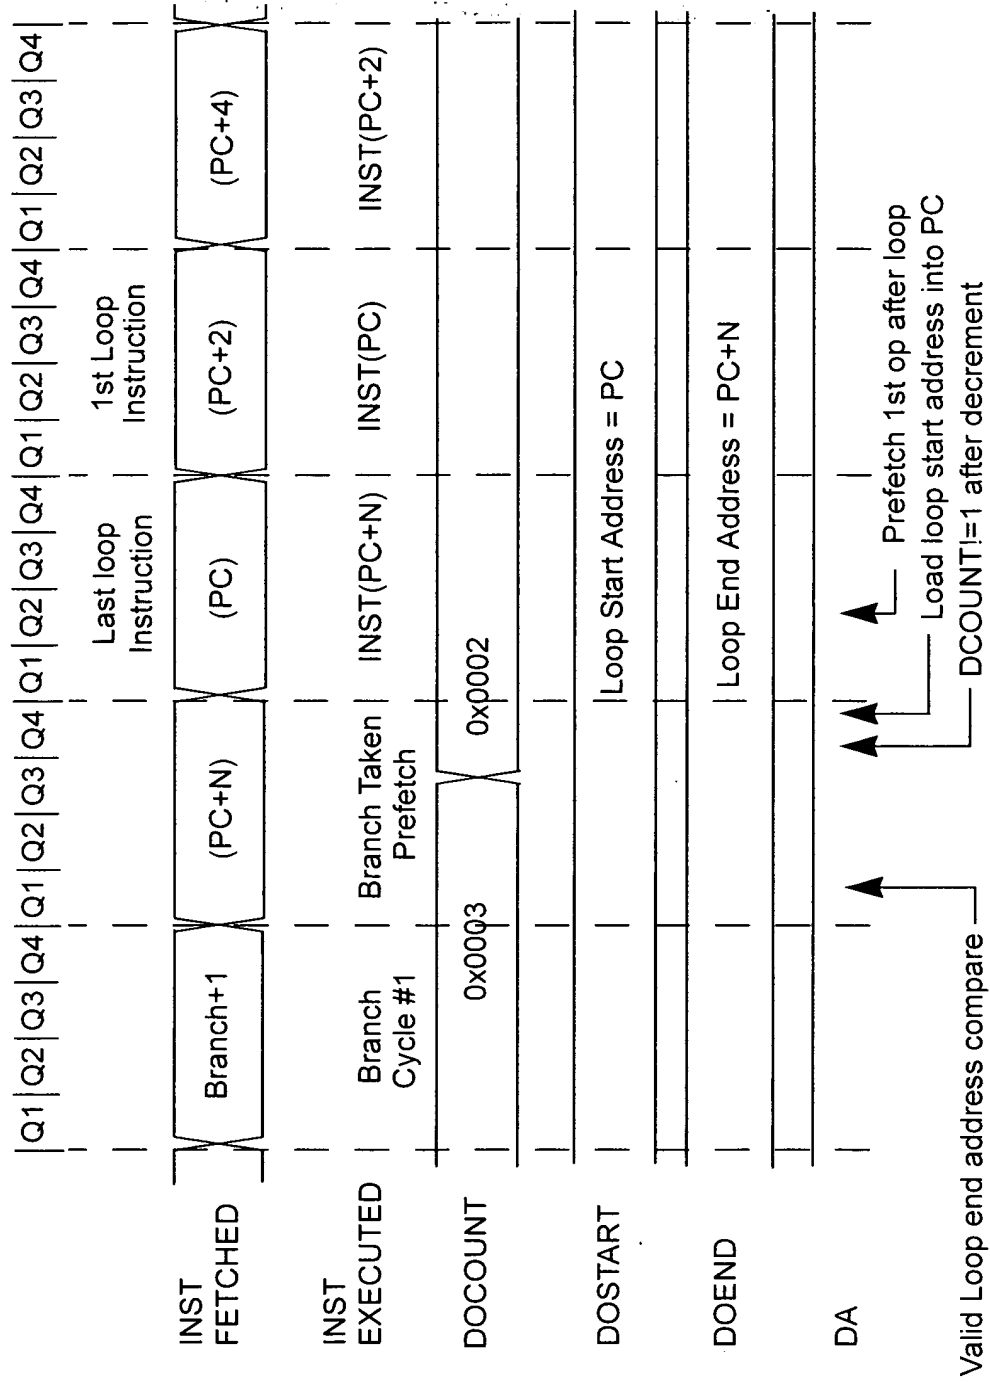 |Q1|Q2|Q3|Q4|Q1|Q2|Q3|Q4|Q1|Q2|Q3|Q4|Q1|Q2|Q3|Q4|Q1|Q2|Q3|Q4|
Last loop
Instruction
1st Loop
Instruction
INST
FETCHED
Branch+1
(PC+N)
(PC)
(PC+2)
(PC+4)
INST
EXECUTED
Branch
Cycle #1
Branch Taken
Prefetch
INST(PC+N)
INST(PC)
INST(PC+2)
DOCOUNT
0x0003
0x0002
DOSTART
Loop Start Address = PC
DOEND
Loop End Address = PC+N
DA
Prefetch 1st op after loop
Load loop start address into PC
DCOUNT!=1 after decrement
Valid Loop end address compare